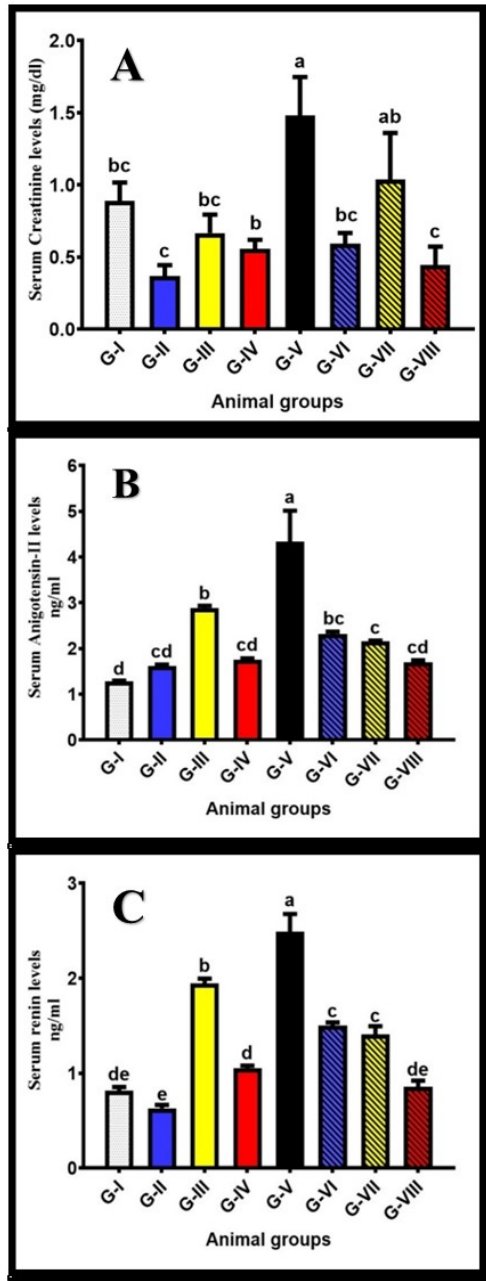 A
Serum Creatinine levels (mg/dl)
2.0
1.5
1.0
0.5
0.0
bc
c
bc
b
a
bc
ab
c
G-I
G-II
G-III
G-IV
G-V
G-VI
G-VII
G-VIII
Animal groups
B
Serum Anigotensin-II levels
ng/ml
6
5
4
3
2
1
0
d
cd
b
cd
a
bc
c
cd
G-I
G-II
G-III
G-IV
G-V
G-VI
G-VII
G-VIII
Animal groups
C
Serum renin levels
ng/ml
3
2
1
0
de
e
b
d
a
c
c
de
G-I
G-II
G-III
G-IV
G-V
G-VI
G-VII
G-VIII
Animal groups